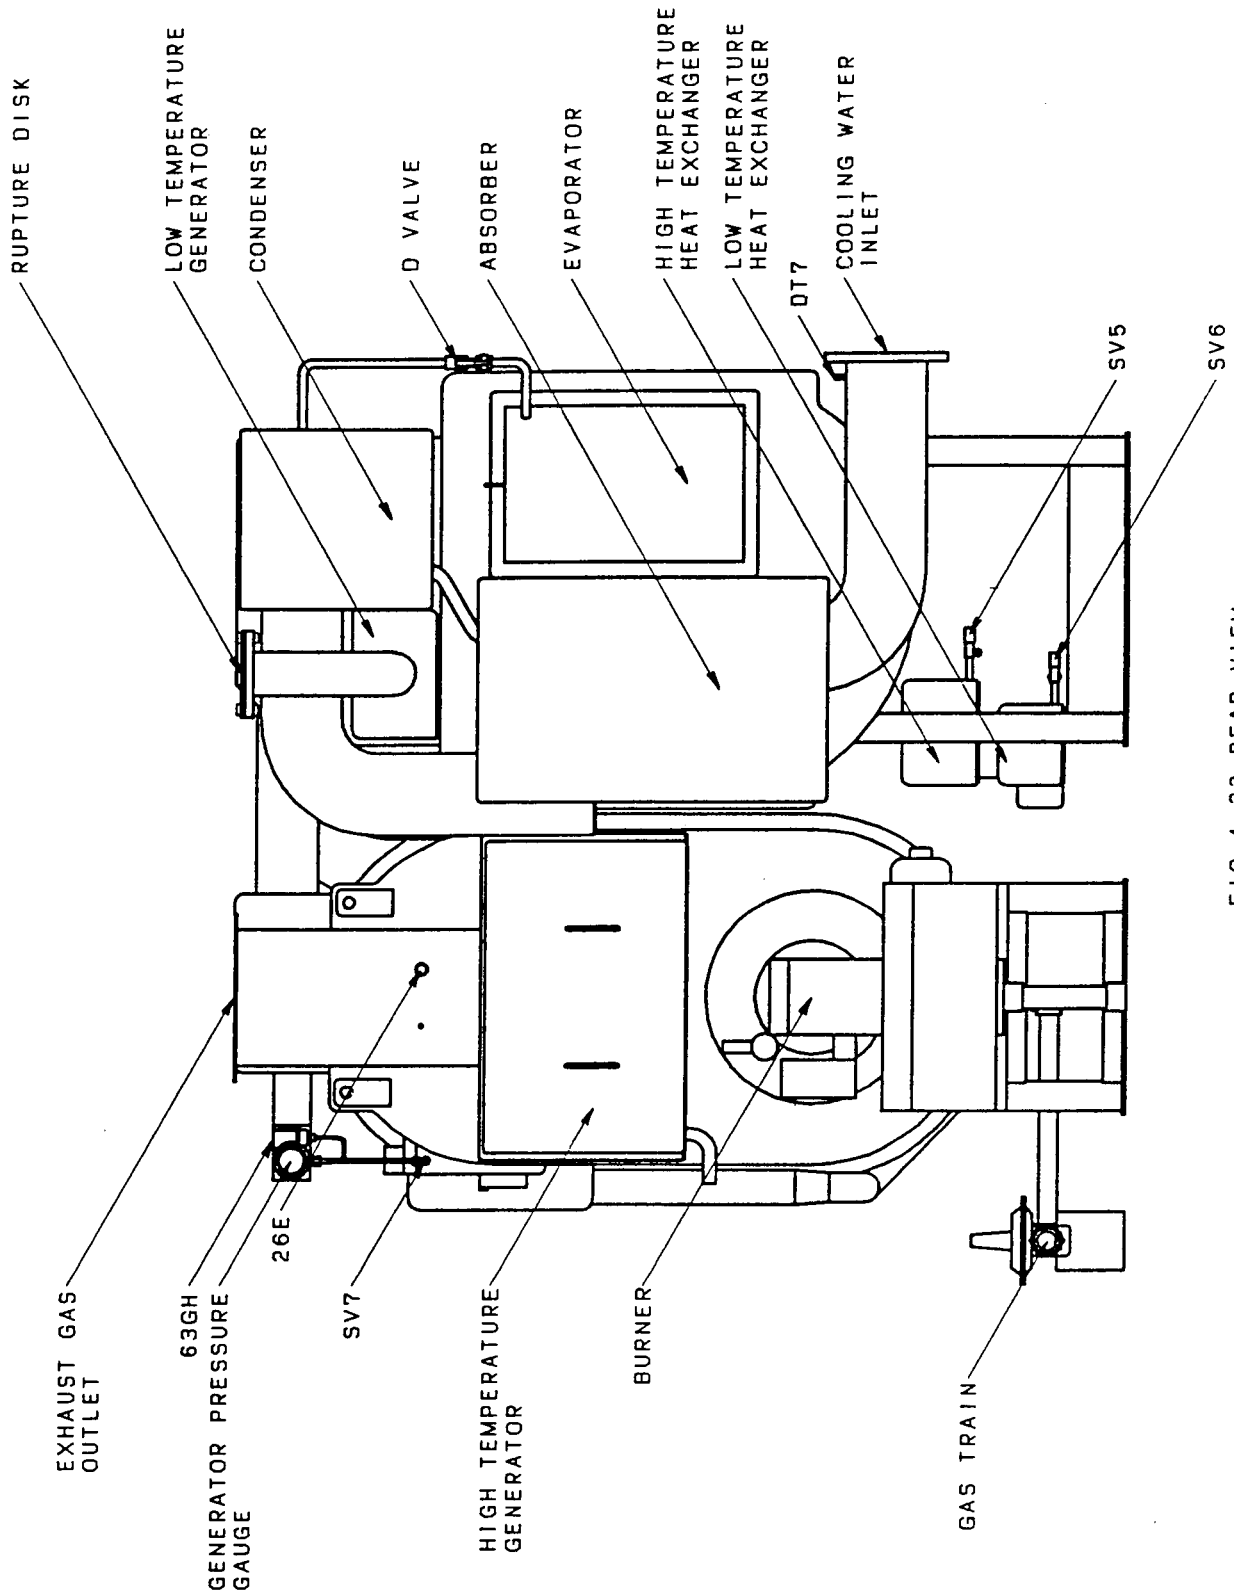 RUPTURE DISK
LOW TEMPERATURE
GENERATOR
CONDENSER
D VALVE
ABSORBER
EVAPORATOR
HIGH TEMPERATURE
HEAT EXCHANGER
LOW TEMPERATURE
HEAT EXCHANGER
DT7
COOLING WATER
INLET
SV5
SV6
EXHAUST GAS
OUTLET
63GH
GENERATOR PRESSURE
GAUGE
26E
SV7
HIGH TEMPERATURE
GENERATOR
BURNER
GAS TRAIN